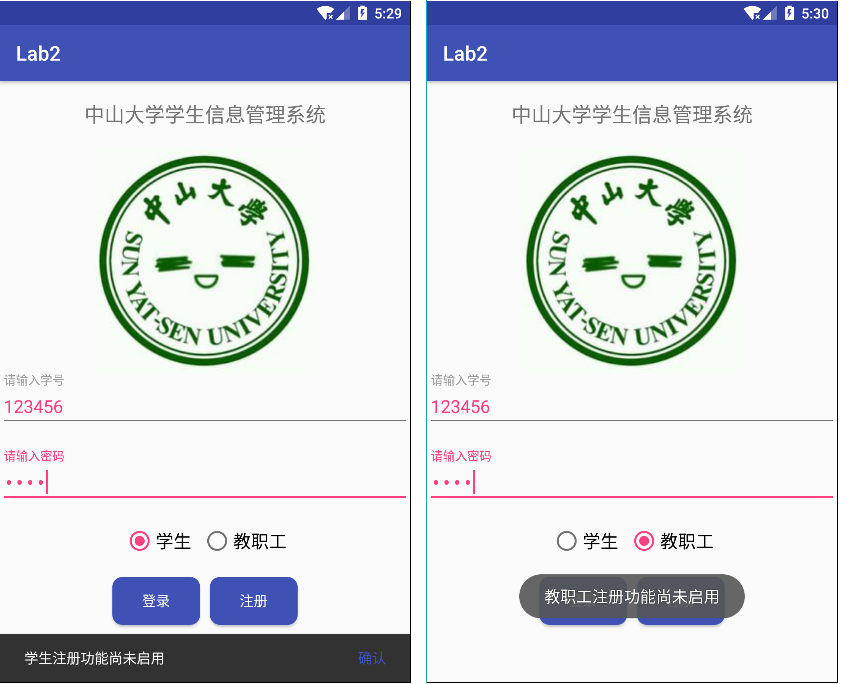 5:29
Lab2
中山大学学生信息管理系统
中山大學
SUN YAT-SEN UNIVERSITY
请输入学号
123456
请输入密码
••••
学生 教职工
登录 注册
学生注册功能尚未启用 确认
5:30
Lab2
中山大学学生信息管理系统
中山大學
SUN YAT-SEN UNIVERSITY
请输入学号
123456
请输入密码
••••
学生 教职工
教职工注册功能尚未启用